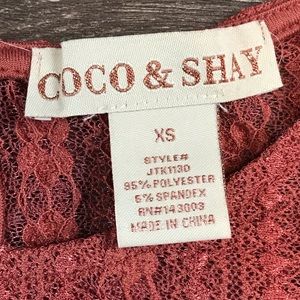 COCO & SHAY
XS
STYLE#
JTK1130
95% POLYESTER
5% SPANDEX
RN#143003
MADE IN CHINA